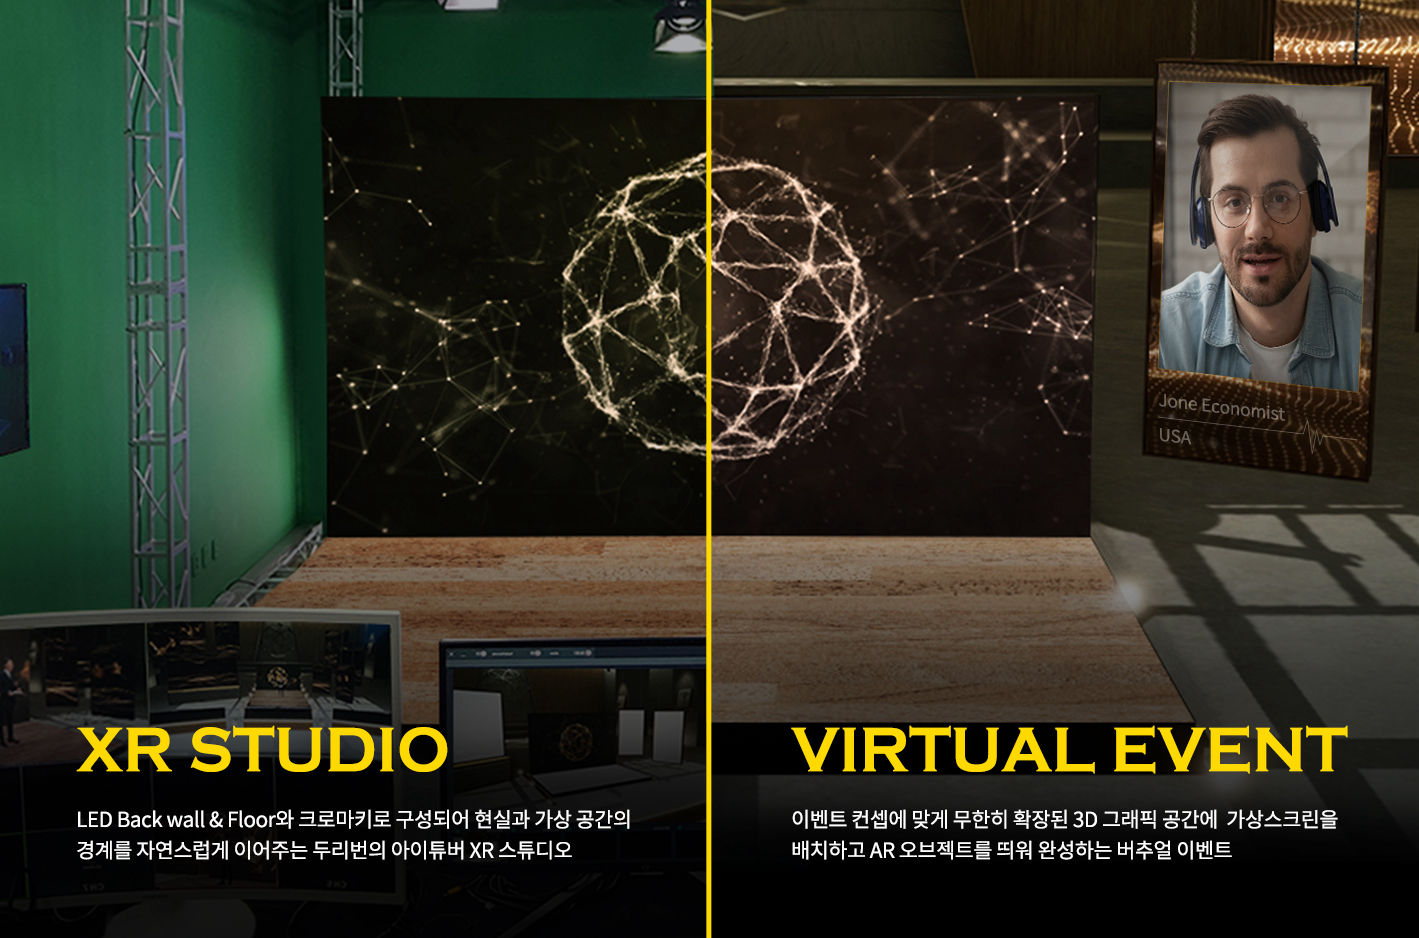 Jone Economist
USA
XR STUDIO
LED Back wall & Floor와 크로마키로 구성되어 현실과 가상 공간의
경계를 자연스럽게 이어주는 두리번의 아이튜버 XR 스튜디오
VIRTUAL EVENT
이벤트 컨셉에 맞게 무한히 확장된 3D 그래픽 공간에 가상스크린을
배치하고 AR 오브젝트를 띄워 완성하는 버추얼 이벤트